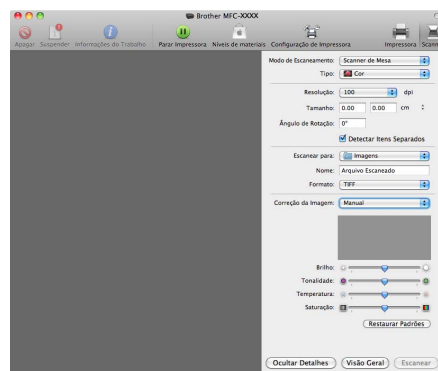 Brother MFC-XXXX
Apagar Suspender Informações do Trabalho Parar Impressora Níveis de materiais Configuração de Impressora Impressora Scann
Modo de Escaneamento: Scanner de Mesa
Tipo: Cor
Resolução: 100 dpi
Tamanho: 0.00 0.00 cm
Ângulo de Rotação: 0°
Detectar Itens Separados
Escanear para: Imagens
Nome: Arquivo Escaneado
Formato: TIFF
Correção da Imagem: Manual
Brilho:
Tonalidade:
Temperatura:
Saturação:
Restaurar Padrões
Ocultar Detalhes Visão Geral Escanear